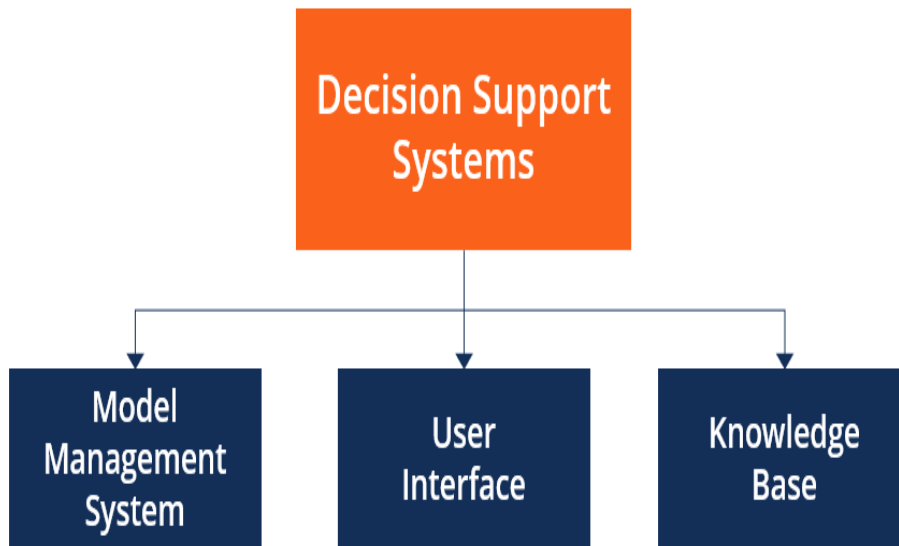 Decision Support
Systems
Model
Management
System
User
Interface
Knowledge
Base